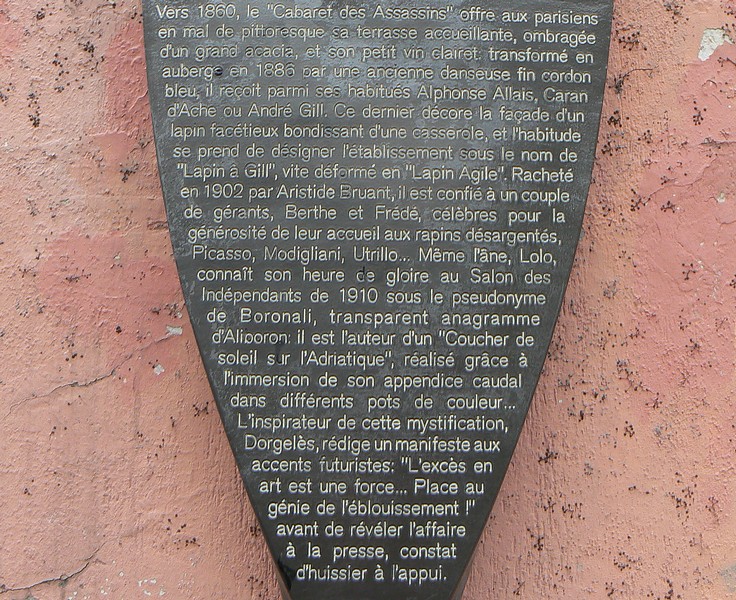 Vers 1860, le "Cabaret des Assassins" offre aux parisiens
en mal de pittoresque sa terrasse accueillante, ombragée
d'un grand acacia, et son petit vin clairet: transformé en
auberge en 1886 par une ancienne danseuse fin cordon
bleu, il reçoit parmi ses habitués Alphonse Allais, Caran
d'Ache ou André Gill. Ce dernier décore la façade d'un
lapin facétieux bondissant d'une casserole, et l'habitude
se prend de désigner l'établissement sous le nom de
"Lapin à Gill", vite déformé en "Lapin Agile". Racheté
en 1902 par Aristide Bruant, il est confié à un couple
de gérants, Berthe et Frédé, célèbres pour la
générosité de leur accueil aux rapins désargentés,
Picasso, Modigliani, Utrillo... Même l'âne, Lolo,
connaît son heure de gloire au Salon des
Indépendants de 1910 sous le pseudonyme
de Boronali, transparent anagramme
d'Aliboron: il est l'auteur d'un "Coucher de
soleil sur l'Adriatique", réalisé grâce à
l'immersion de son appendice caudal
dans différents pots de couleur...
L'inspirateur de cette mystification,
Dorgelès, rédige un manifeste aux
accents futuristes: "L'excès en
art est une force... Place au
génie de l'éblouissement !"
avant de révéler l'affaire
à la presse, constat
d'huissier à l'appui.